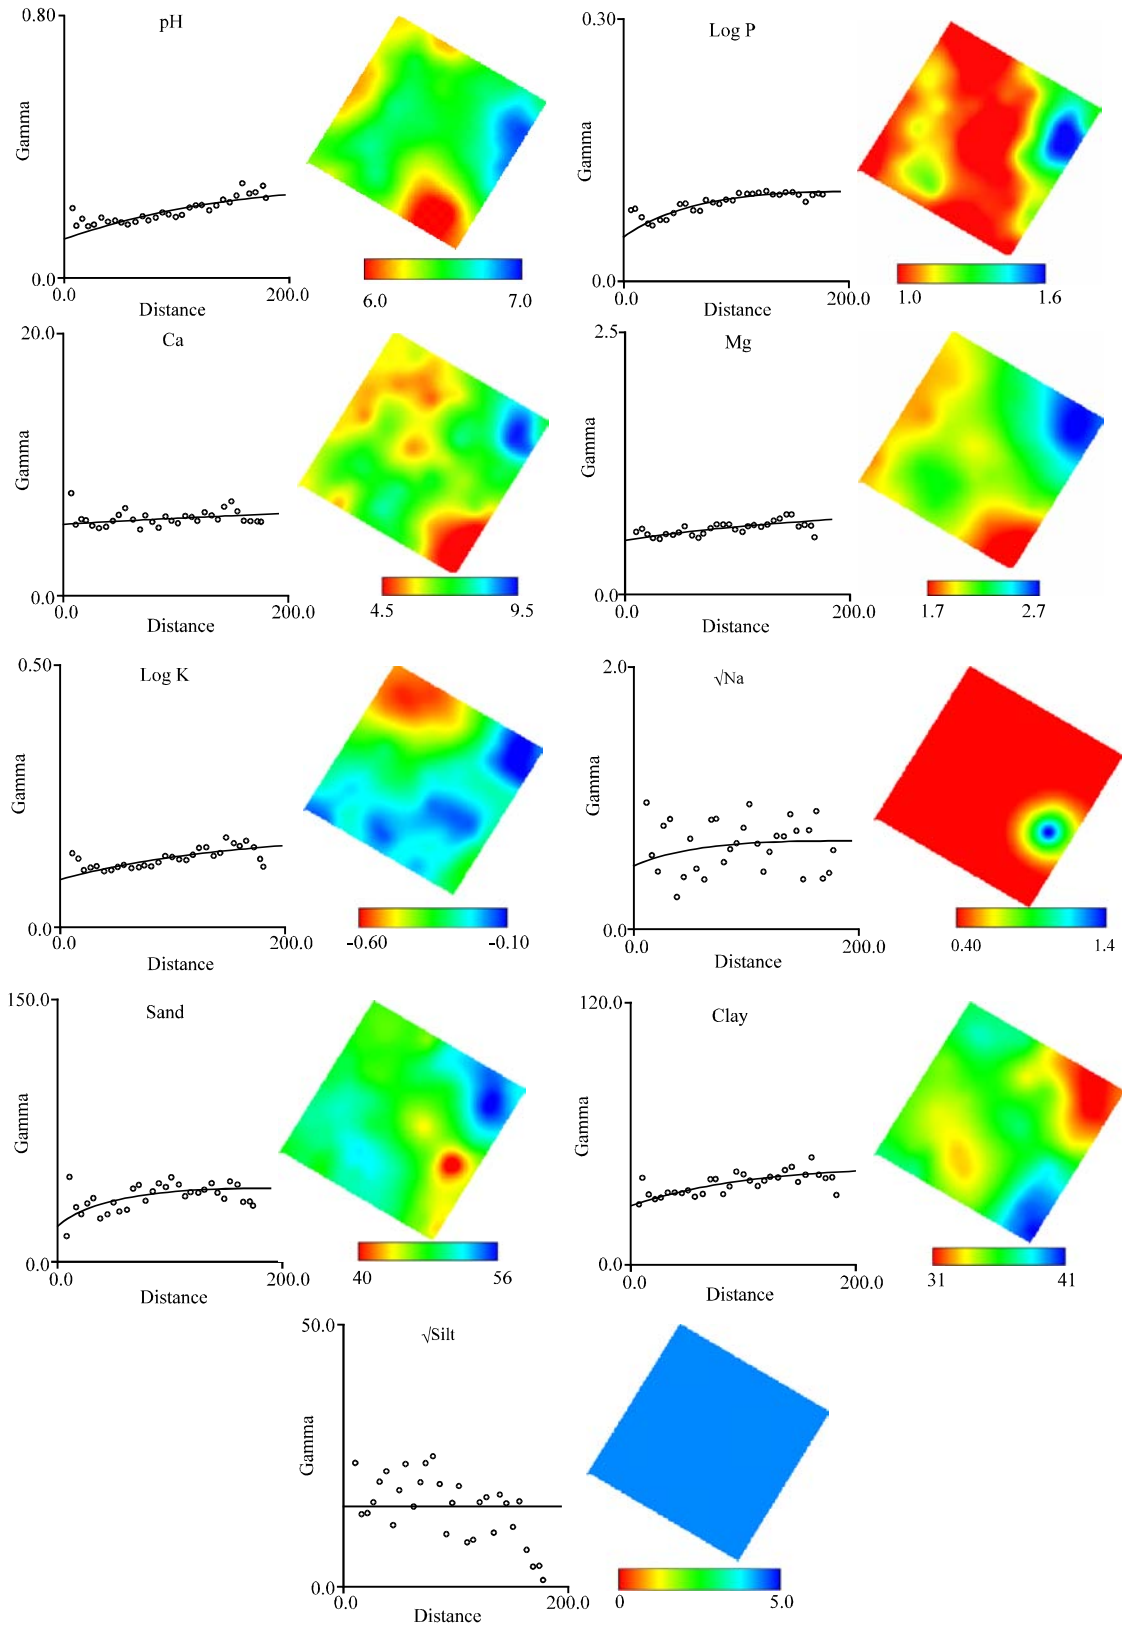 0.80
pH
Gamma
0.0
0.0
200.0
Distance
6.0
7.0
0.30
Log P
Gamma
0.0
0.0
200.0
Distance
1.0
1.6
20.0
Ca
Gamma
0.0
0.0
200.0
Distance
4.5
9.5
2.5
Mg
Gamma
0.0
0.0
200.0
Distance
1.7
2.7
0.50
Log K
Gamma
0.0
0.0
200.0
Distance
-0.60
-0.10
2.0
√Na
Gamma
0.0
0.0
200.0
Distance
0.40
1.4
150.0
Sand
Gamma
0.0
0.0
200.0
Distance
40
56
120.0
Clay
Gamma
0.0
0.0
200.0
Distance
31
41
50.0
√Silt
Gamma
0.0
0.0
200.0
Distance
0
5.0